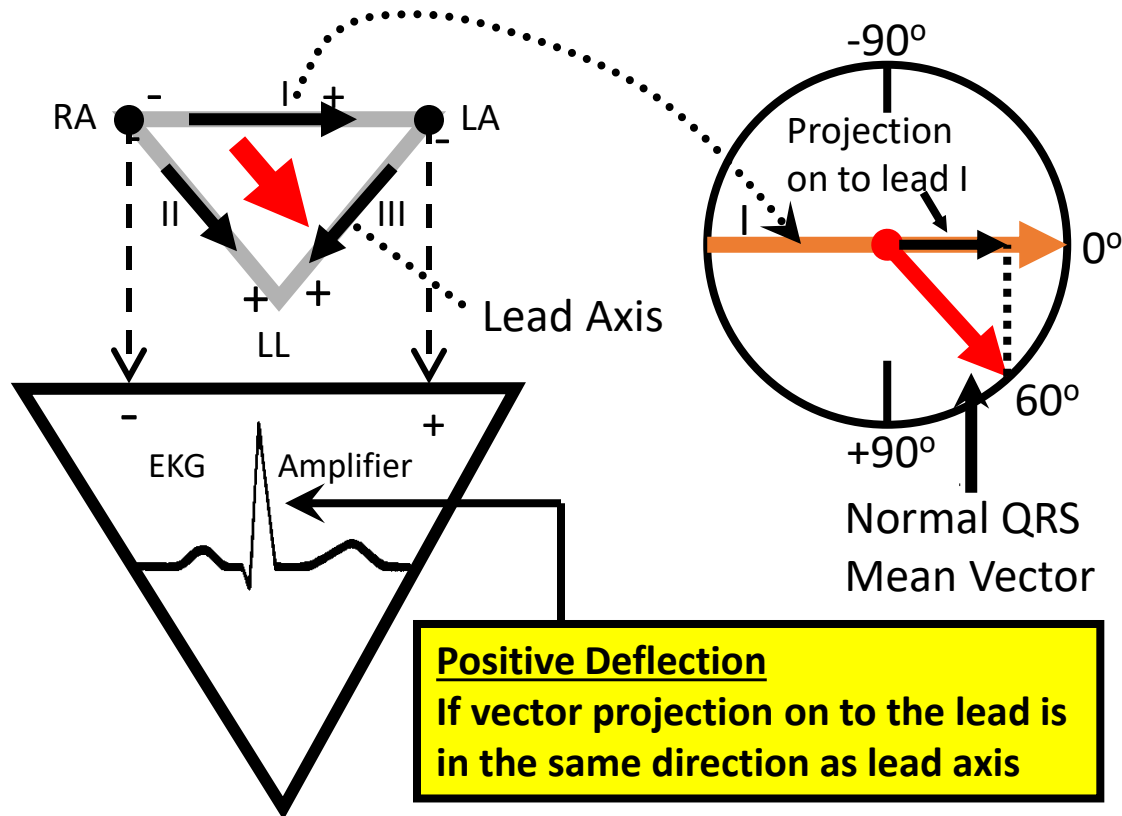 -90º
- I +
RA
LA
- -
II
III
+ +
LL
Lead Axis
Projection
on to lead I
I
0º
60º
+90º
Normal QRS
Mean Vector
- +
EKG Amplifier
Positive Deflection
If vector projection on to the lead is
in the same direction as lead axis